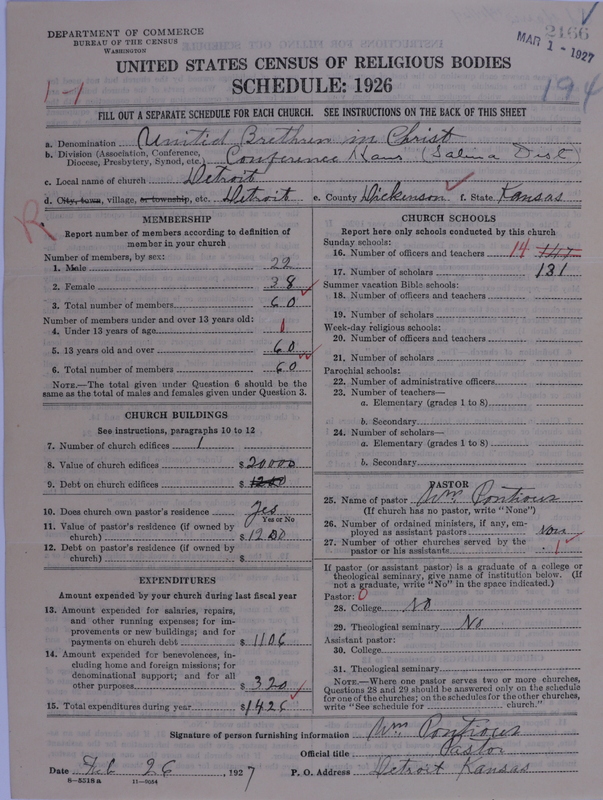 DEPARTMENT OF COMMERCE
BUREAU OF THE CENSUS
WASHINGTON
2166
MAR 1 - 1927
194
UNITED STATES CENSUS OF RELIGIOUS BODIES
SCHEDULE: 1926
1-1
FILL OUT A SEPARATE SCHEDULE FOR EACH CHURCH. SEE INSTRUCTIONS ON THE BACK OF THIS SHEET
a. Denomination United Brethren in Christ
b. Division (Association, Conference, Diocese, Presbytery, Synod, etc.) Conference Kans (Salina Dist)
c. Local name of church Detroit
d. City, town, village, or township, etc. Detroit e. County Dickinson f. State Kansas
R
MEMBERSHIP
Report number of members according to definition of
member in your church
Number of members, by sex:
1. Male 22
2. Female 38
3. Total number of members 60
Number of members under and over 13 years old:
4. Under 13 years of age 0
5. 13 years old and over 60
6. Total number of members 60
NOTE.—The total given under Question 6 should be the
same as the total of males and females given under Question 3.
CHURCH BUILDINGS
See instructions, paragraphs 10 to 12
7. Number of church edifices 1
8. Value of church edifices $ 20000
9. Debt on church edifices $ 1200
10. Does church own pastor's residence Yes
Yes or No
11. Value of pastor's residence (if owned by
church) $ 1200
12. Debt on pastor's residence (if owned by
church) $
EXPENDITURES
Amount expended by your church during last fiscal year
13. Amount expended for salaries, repairs,
and other running expenses; for im-
provements or new buildings; and for
payments on church debt $ 1106
14. Amount expended for benevolences, in-
cluding home and foreign missions; for
denominational support; and for all
other purposes $ 320
15. Total expenditures during year $ 1426
CHURCH SCHOOLS
Report here only schools conducted by this church
Sunday schools:
16. Number of officers and teachers 14 147
17. Number of scholars 131
Summer vacation Bible schools:
18. Number of officers and teachers
19. Number of scholars
Week-day religious schools:
20. Number of officers and teachers
21. Number of scholars
Parochial schools:
22. Number of administrative officers
23. Number of teachers—
a. Elementary (grades 1 to 8)
b. Secondary
24. Number of scholars—
a. Elementary (grades 1 to 8)
b. Secondary
PASTOR
25. Name of pastor Wm Pontious
(If church has no pastor, write "None")
26. Number of ordained ministers, if any, em-
ployed as assistant pastors None
27. Number of other churches served by the
pastor or his assistants 1
If pastor (or assistant pastor) is a graduate of a college or
theological seminary, give name of institution below. (If
not a graduate, write "No" in the space indicated.)
Pastor: 0
28. College No
29. Theological seminary No
Assistant pastor:
30. College
31. Theological seminary
NOTE.—Where one pastor serves two or more churches,
Questions 28 and 29 should be answered only on the schedule
for one of the churches; on the schedules for the other churches,
write "See schedule for church."
Signature of person furnishing information Wm Pontious
Official title Pastor
Date Feb 26, 1927 P. O. Address Detroit Kansas
8-5518a 11-9054